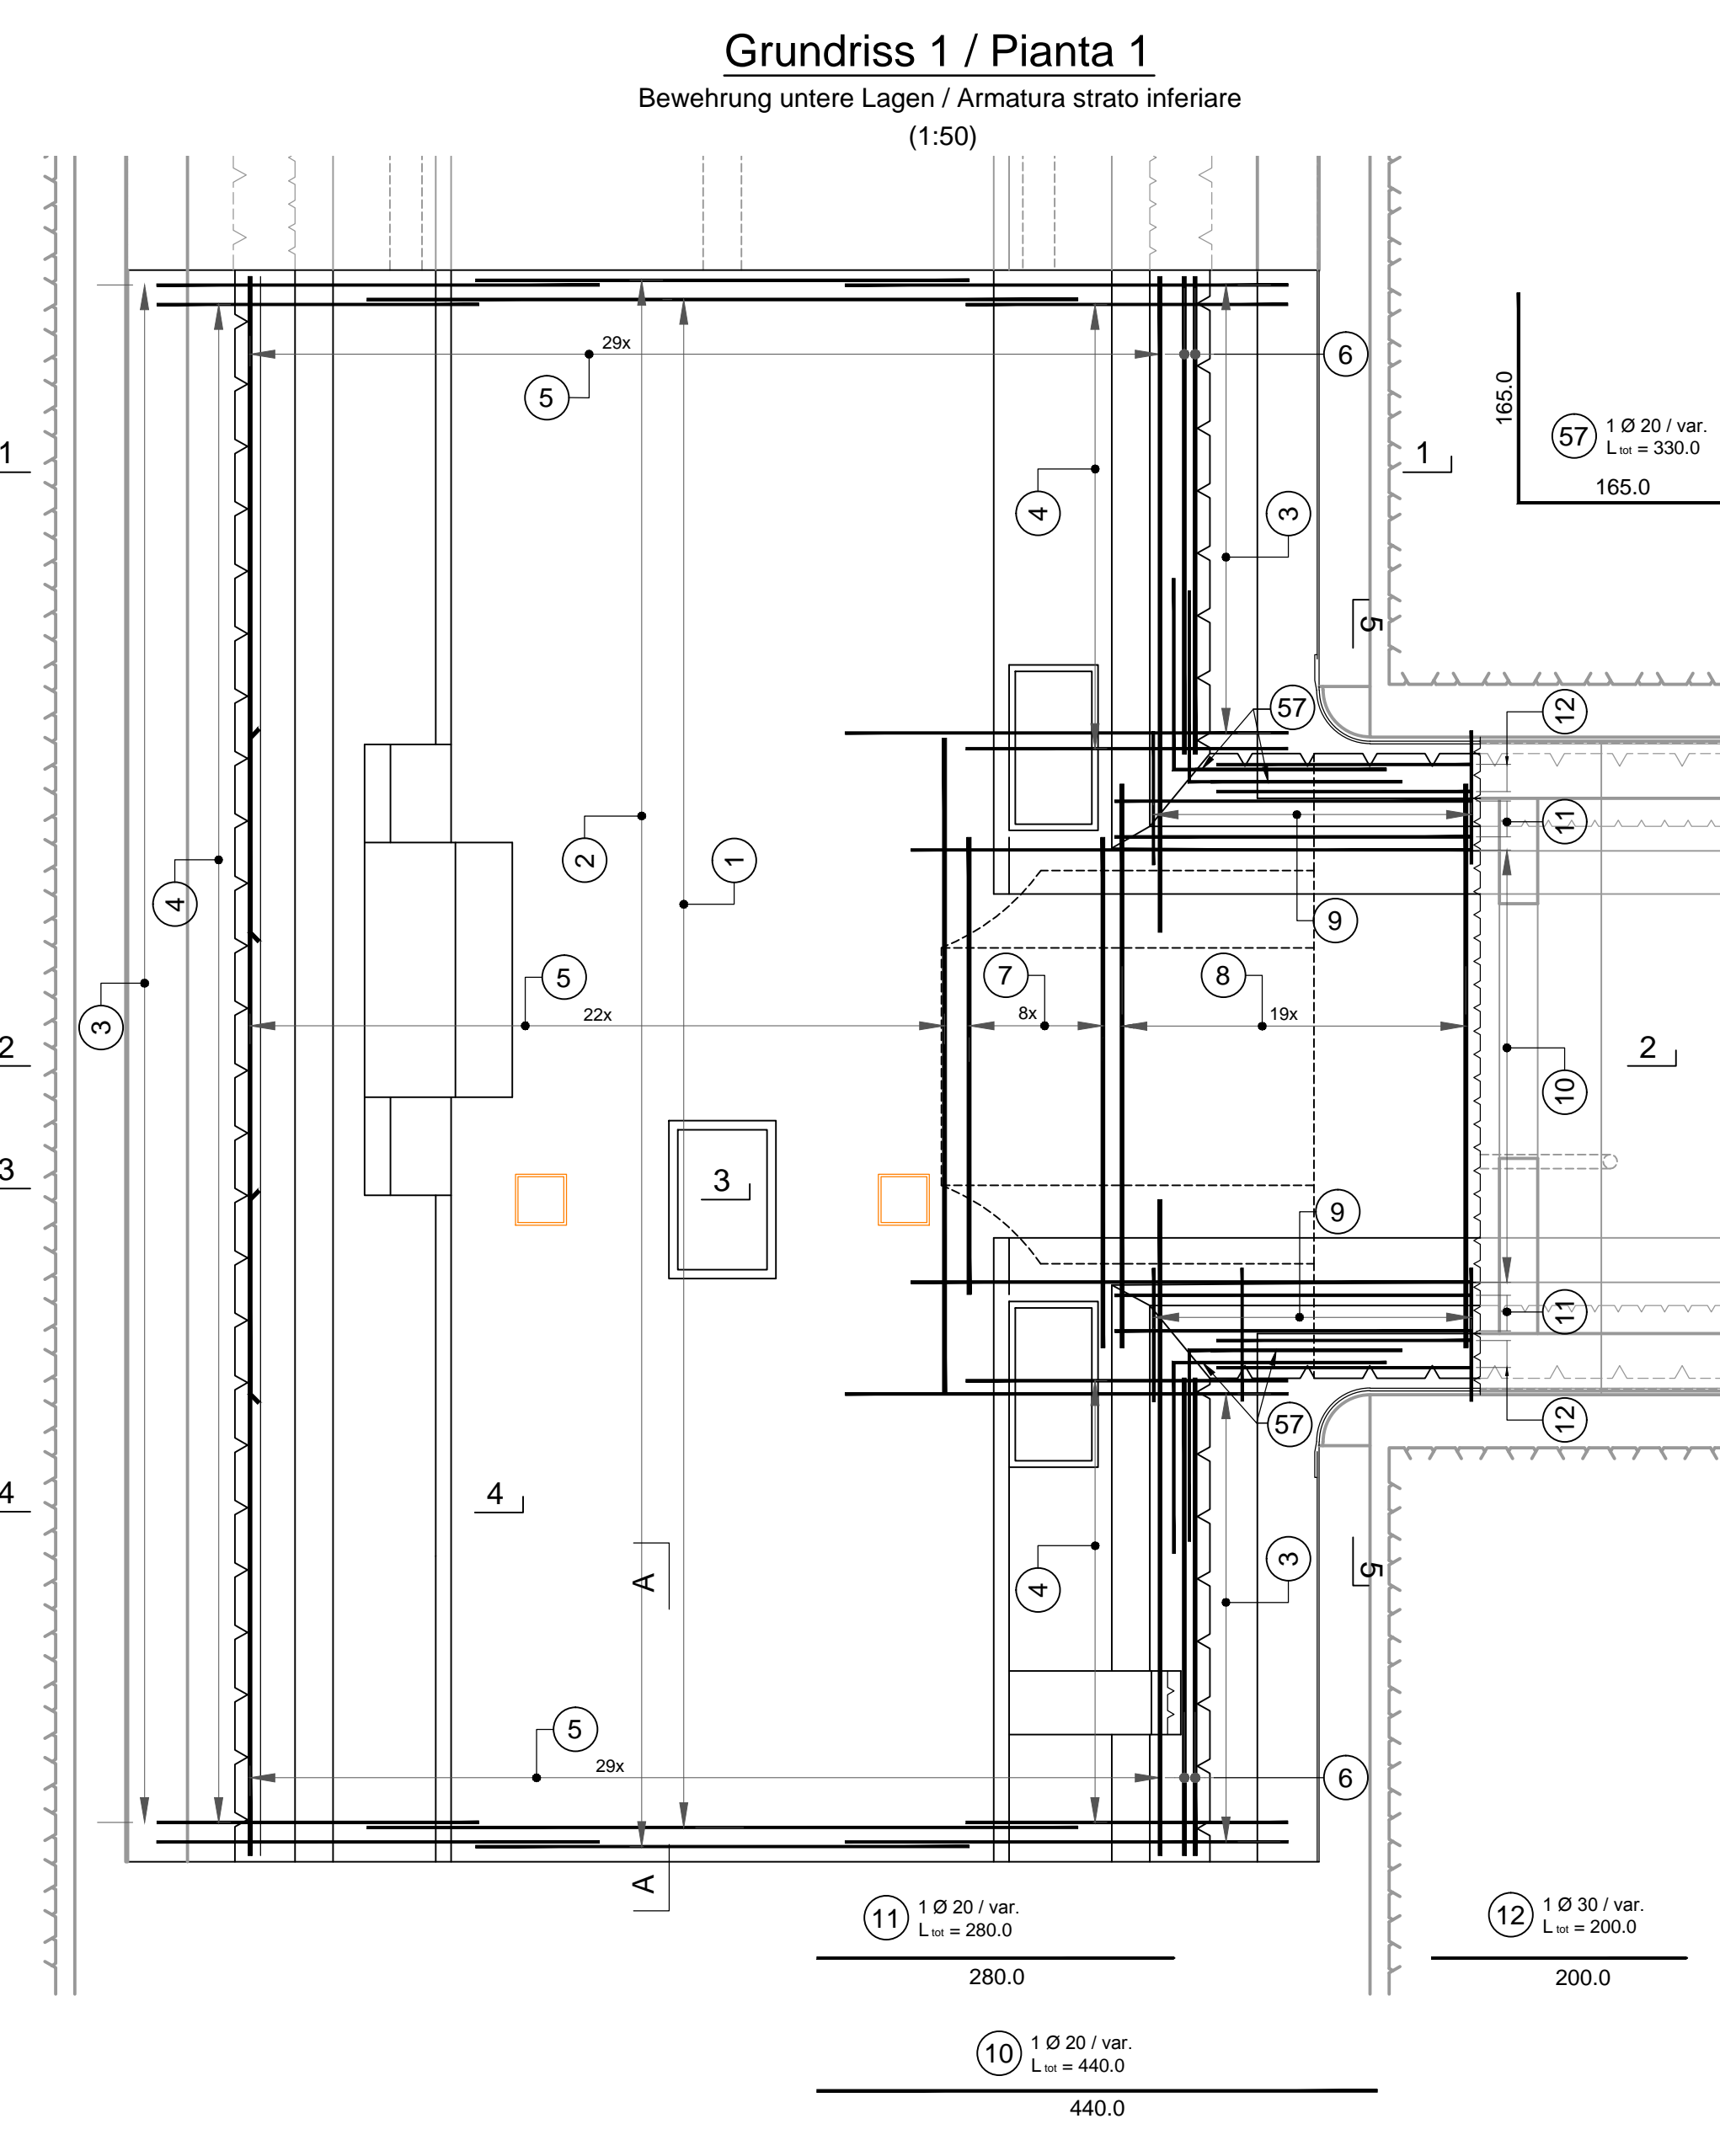 Grundriss 1 / Pianta 1
Bewehrung untere Lagen / Armatura strato inferiare
(1:50)
29x
6
5
165.0
57
1 Ø 20 / var.
L tot = 330.0
165.0
1
1
4
3
5
57
12
2
1
11
4
9
5
7
8
3
22x
8x
19x
2
2
10
3
3
9
11
57
12
4
4
5
A
4
3
5
29x
6
A
11
1 Ø 20 / var.
L tot = 280.0
280.0
12
1 Ø 30 / var.
L tot = 200.0
200.0
10
1 Ø 20 / var.
L tot = 440.0
440.0